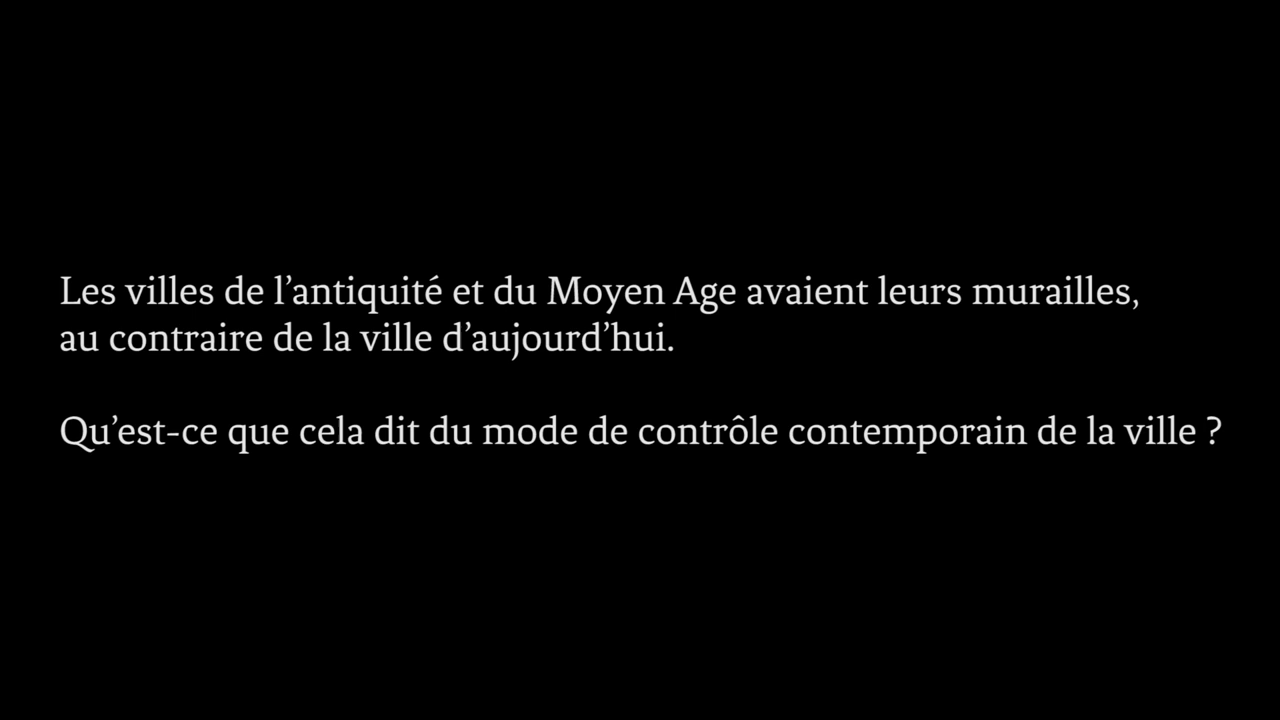 Les villes de l’antiquité et du Moyen Age avaient leurs murailles,
au contraire de la ville d’aujourd’hui.
Qu’est-ce que cela dit du mode de contrôle contemporain de la ville ?